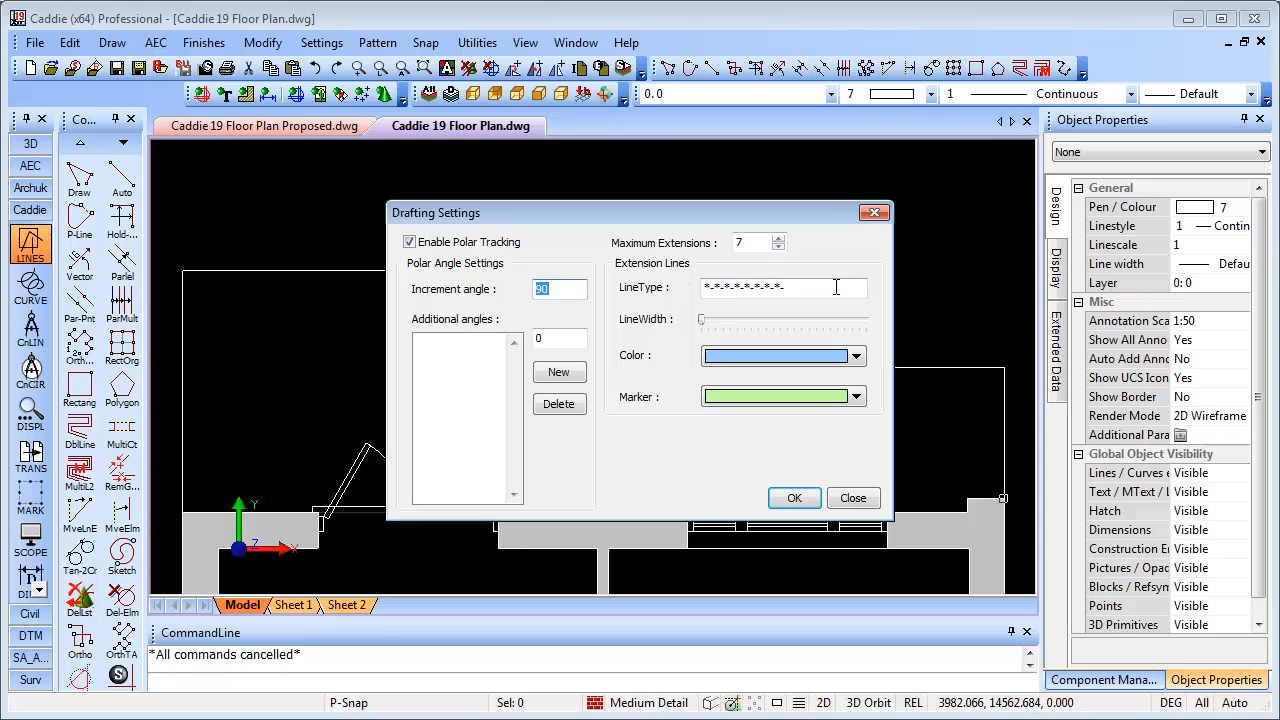 Caddie (x64) Professional - [Caddie 19 Floor Plan.dwg]
File Edit Draw AEC Finishes Modify Settings Pattern Snap Utilities View Window Help
0. 0 7 1 Continuous Default
Caddie 19 Floor Plan Proposed.dwg Caddie 19 Floor Plan.dwg
Co...
3D
AEC
Archuk
Caddie
LINES
CURVE
CnLIN
CnCIR
DISPL
TRANS
MARK
SCOPE
Civil
DTM
SA_A...
Surv
Draw Auto
P-Line Hold-...
Vector Paral-...
Par-Pnt ParMult
RectOrg
Rectang Polygon
DblLine MultiCt
MveLnE MveElm
Tan-2Cr Sketch
Del-Elm
Ortho OrthTA
Drafting Settings
Enable Polar Tracking
Maximum Extensions : 7
Polar Angle Settings
Increment angle : 90
Additional angles :
0
New
Delete
Extension Lines
LineType : *-*-*-*-*-*-*-*-
LineWidth :
Color :
Marker :
OK Close
Y
Z
X
Model Sheet 1 Sheet 2
CommandLine
*All commands cancelled*
Object Properties
None
Design
Display
Extended Data
General
Pen / Colour 7
Linestyle 1 Contin
Linescale 1
Line width Defau
Layer 0: 0
Misc
Annotation Sca 1:50
Show All Anno Yes
Auto Add Anno No
Show UCS Icon Yes
Show Border No
Render Mode 2D Wireframe
Additional Para
Global Object Visibility
Lines / Curves e Visible
Text / MText / L Visible
Hatch Visible
Dimensions Visible
Construction En Visible
Pictures / Opaq Visible
Blocks / Refsym Visible
Points Visible
3D Primitives Visible
Component Mana... Object Properties
P-Snap Sel: 0 Medium Detail 2D 3D Orbit REL 3982.066, 14562.684, 0.000 DEG All Auto